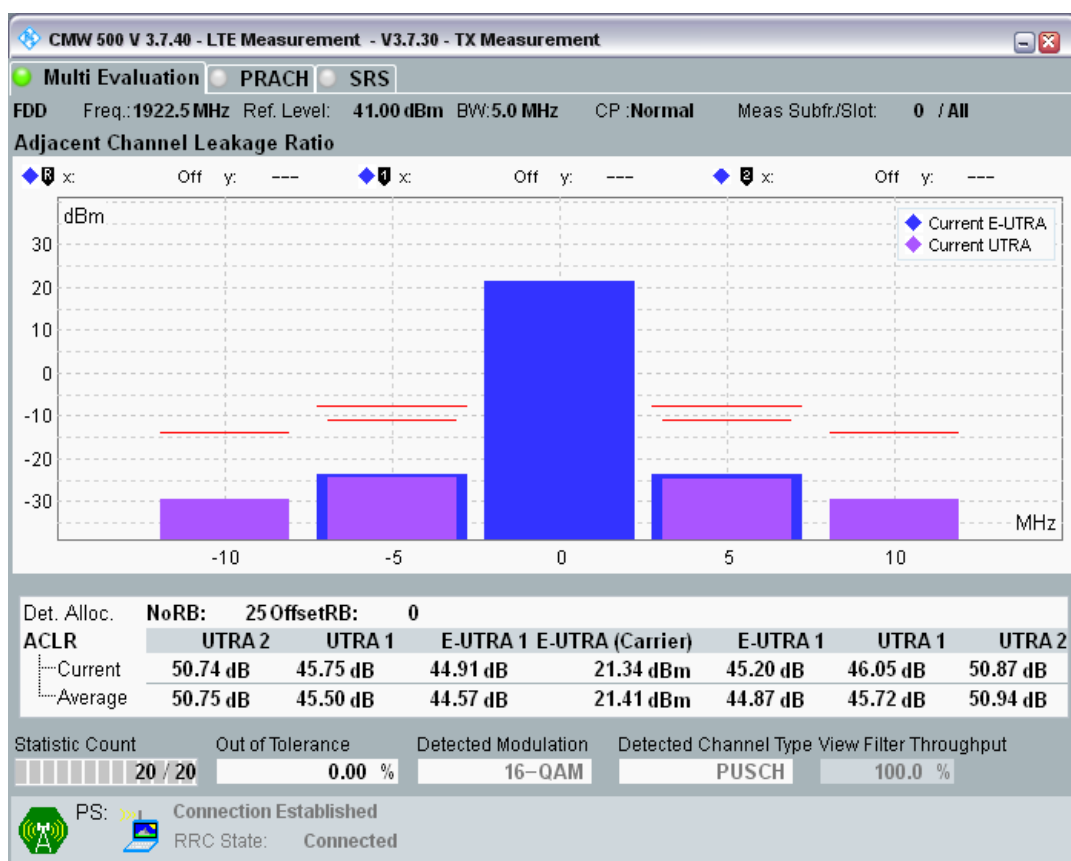 CMW 500 V 3.7.40 - LTE Measurement - V3.7.30 - TX Measurement
Multi Evaluation PRACH SRS
FDD Freq.: 1922.5 MHz Ref. Level: 41.00 dBm BW: 5.0 MHz CP : Normal Meas Subfr./Slot: 0 / All
Adjacent Channel Leakage Ratio
R x: Off y: --- 1 x: Off y: --- 2 x: Off y: ---
dBm
Current E-UTRA
Current UTRA
30
20
10
0
-10
-20
-30
MHz
-10 -5 0 5 10
Det. Alloc. NoRB: 25 OffsetRB: 0
ACLR UTRA 2 UTRA 1 E-UTRA 1 E-UTRA (Carrier) E-UTRA 1 UTRA 1 UTRA 2
Current 50.74 dB 45.75 dB 44.91 dB 21.34 dBm 45.20 dB 46.05 dB 50.87 dB
Average 50.75 dB 45.50 dB 44.57 dB 21.41 dBm 44.87 dB 45.72 dB 50.94 dB
Statistic Count Out of Tolerance Detected Modulation Detected Channel Type View Filter Throughput
20 / 20 0.00 % 16-QAM PUSCH 100.0 %
PS: Connection Established
RRC State: Connected